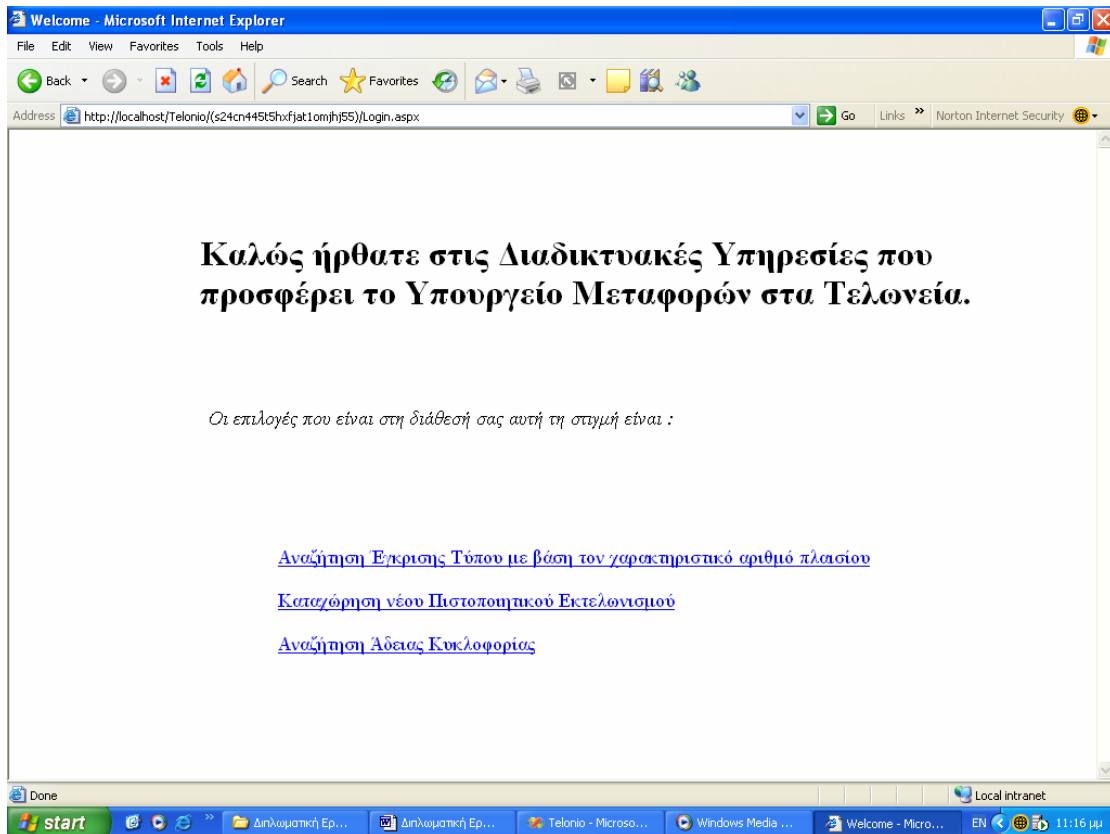 Welcome - Microsoft Internet Explorer
File Edit View Favorites Tools Help
Back Search Favorites
Address http://localhost/Telonio/(s24cn445t5hxfjat1omjhj55)/Login.aspx Go Links » Norton Internet Security
Καλώς ήρθατε στις Διαδικτυακές Υπηρεσίες που
προσφέρει το Υπουργείο Μεταφορών στα Τελωνεία.
Οι επιλογές που είναι στη διάθεσή σας αυτή τη στιγμή είναι :
Αναζήτηση Έγκρισης Τύπου με βάση τον χαρακτηριστικό αριθμό πλαισίου
Καταχώρηση νέου Πιστοποιητικού Εκτελωνισμού
Αναζήτηση Άδειας Κυκλοφορίας
Done Local intranet
start » Διπλωματική Ερ... Διπλωματική Ερ... Telonio - Microso... Windows Media ... Welcome - Micro... EN 11:16 μμ